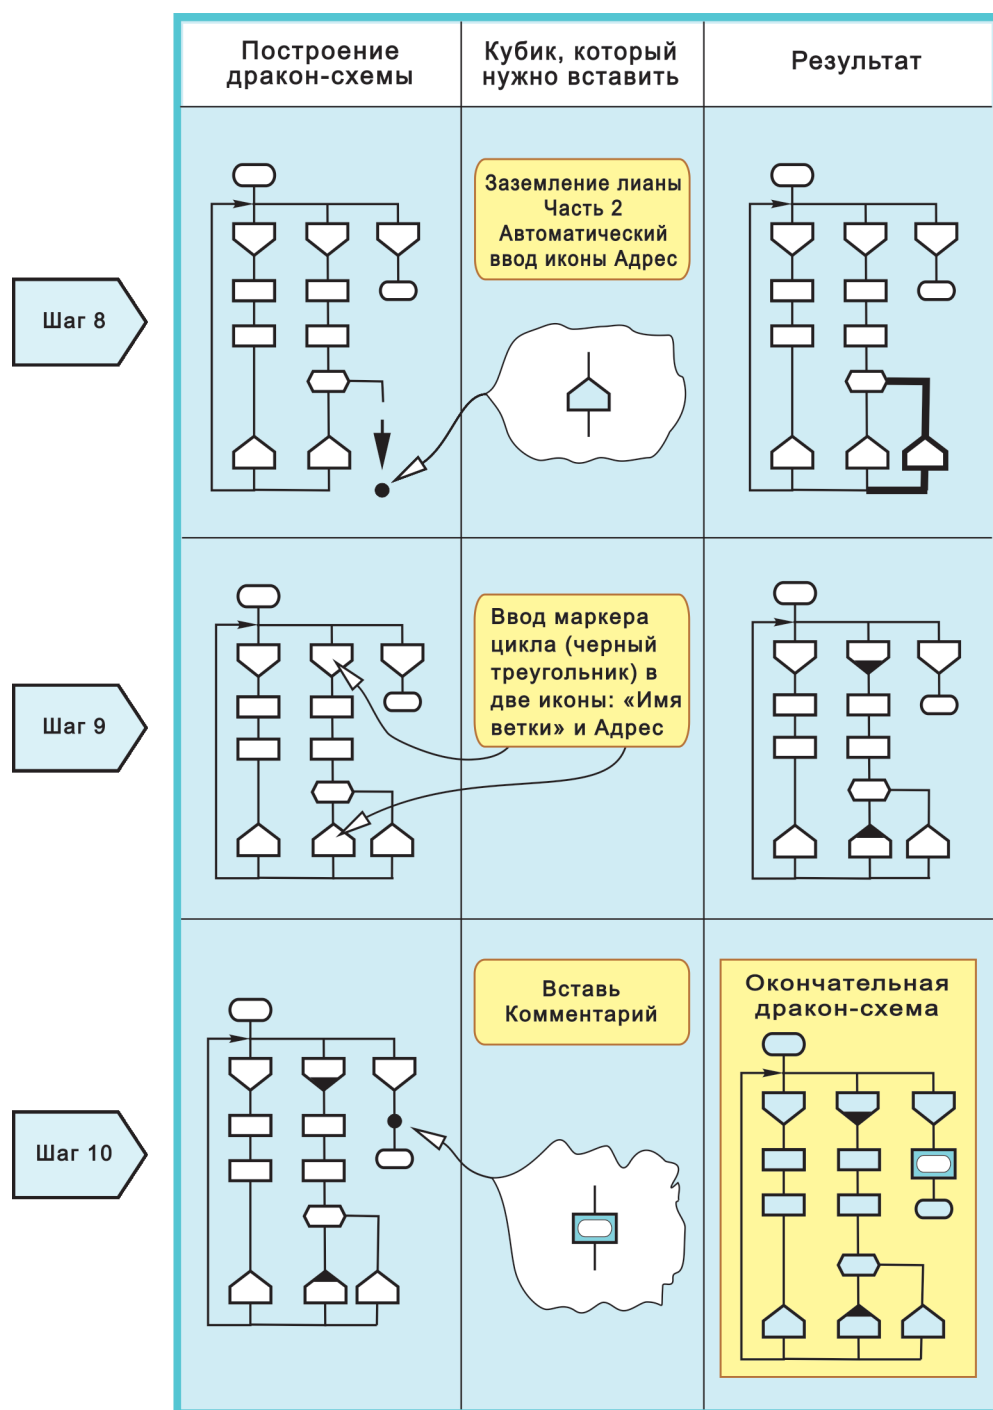 Построение
дракон-схемы
Кубик, который
нужно вставить
Результат
Шаг 8
Заземление лианы
Часть 2
Автоматический
ввод иконы Адрес
Шаг 9
Ввод маркера
цикла (черный
треугольник) в
две иконы: «Имя
ветки» и Адрес
Шаг 10
Вставь
Комментарий
Окончательная
дракон-схема